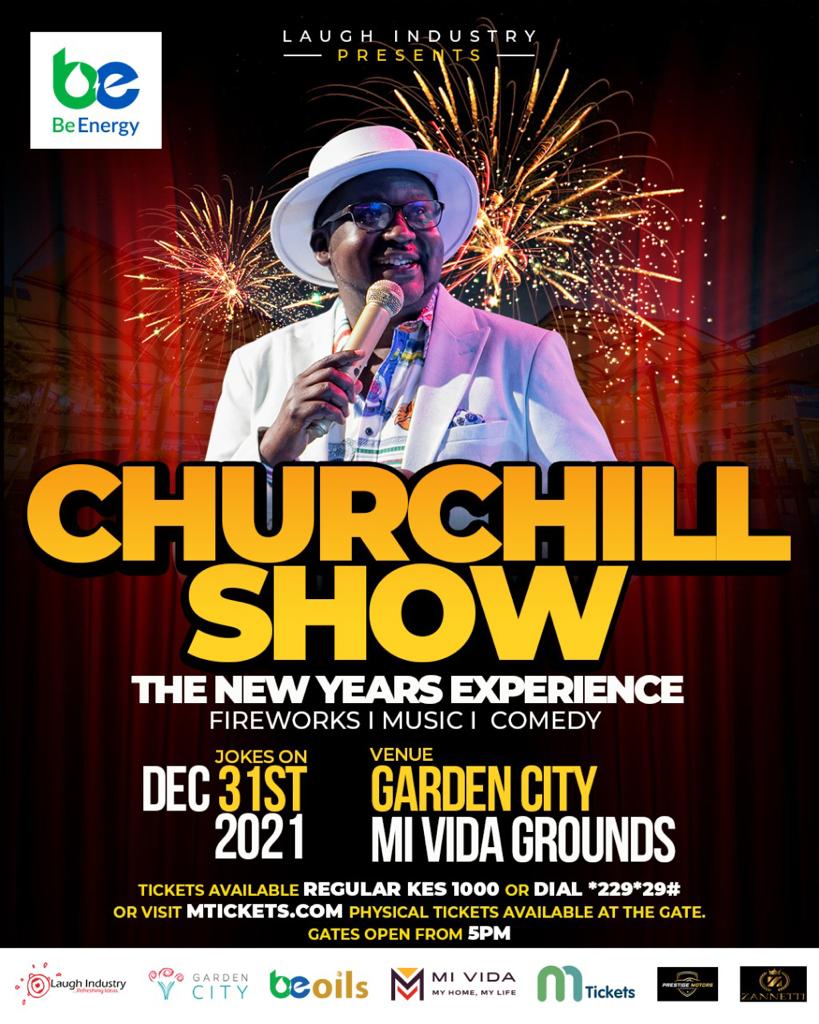 LAUGH INDUSTRY
PRESENTS
be
Be Energy
CHURCHILL
SHOW
THE NEW YEARS EXPERIENCE
FIREWORKS I MUSIC I COMEDY
JOKES ON
DEC 31ST
2021
VENUE
GARDEN CITY
MI VIDA GROUNDS
TICKETS AVAILABLE REGULAR KES 1000 OR DIAL *229*29#
OR VISIT MTICKETS.COM PHYSICAL TICKETS AVAILABLE AT THE GATE.
GATES OPEN FROM 5PM
Laugh Industry
Refreshing Ideas
GARDEN
CITY
beoils
MI VIDA
MY HOME, MY LIFE
m Tickets
PRESTIGE MOTORS
ZANNETTI